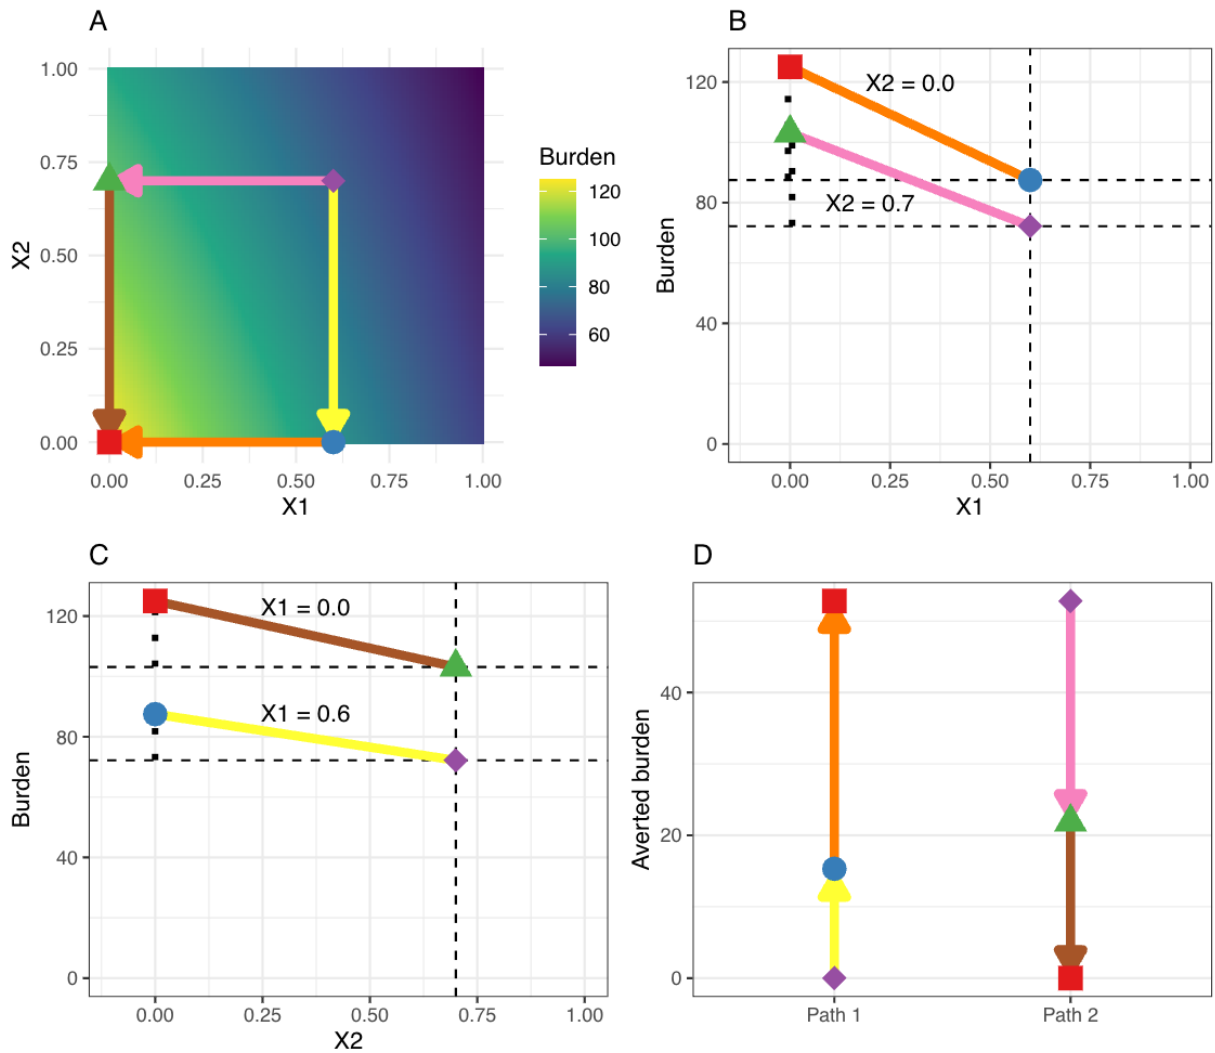 A
1.00
0.75
0.50
0.25
0.00
X2
0.00 0.25 0.50 0.75 1.00
X1
Burden
120
100
80
60
B
120
80
40
0
Burden
X2 = 0.0
X2 = 0.7
0.00 0.25 0.50 0.75 1.00
X1
C
120
80
40
0
Burden
X1 = 0.0
X1 = 0.6
0.00 0.25 0.50 0.75 1.00
X2
D
40
20
0
Averted burden
Path 1 Path 2